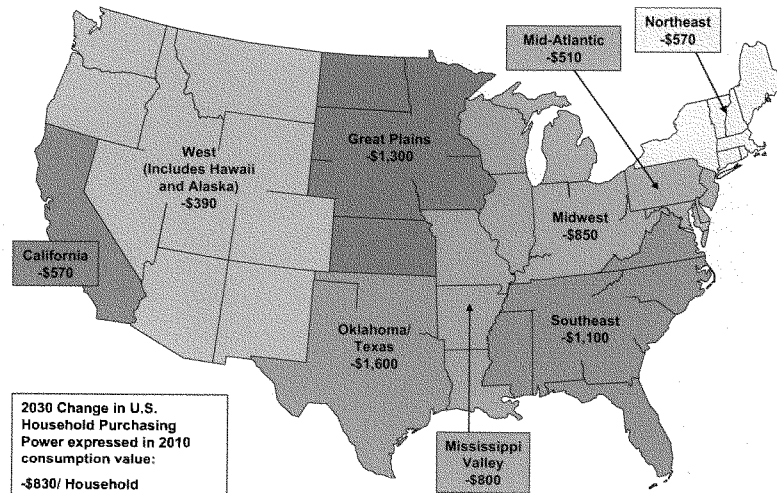 Northeast
-$570
Mid-Atlantic
-$510
Great Plains
-$1,300
West
(Includes Hawaii
and Alaska)
-$390
Midwest
-$850
California
-$570
Southeast
-$1,100
Oklahoma/
Texas
-$1,600
Mississippi
Valley
-$800
2030 Change in U.S.
Household Purchasing
Power expressed in 2010
consumption value:
-$830/ Household